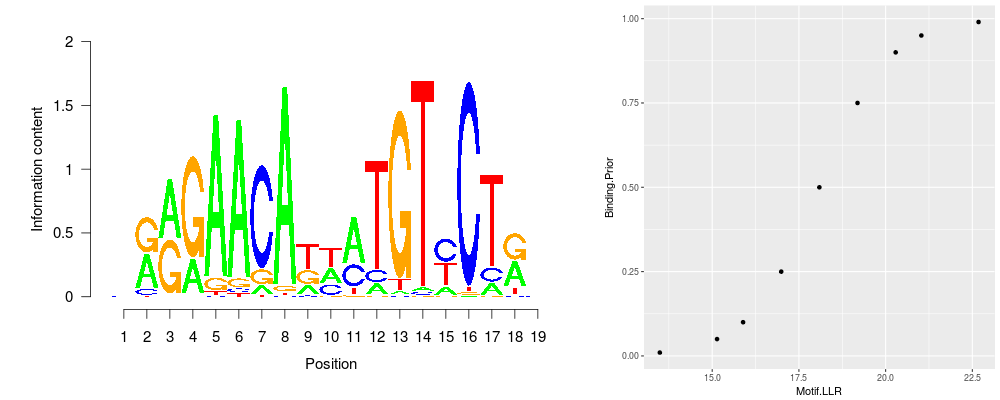 Information content
2
1.5
1
0.5
0
1 2 3 4 5 6 7 8 9 10 11 12 13 14 15 16 17 18 19
Position
GAGAACATTATGTCCTG
Binding.Prior
1.00
0.75
0.50
0.25
0.00
15.0 17.5 20.0 22.5
Motif.LLR